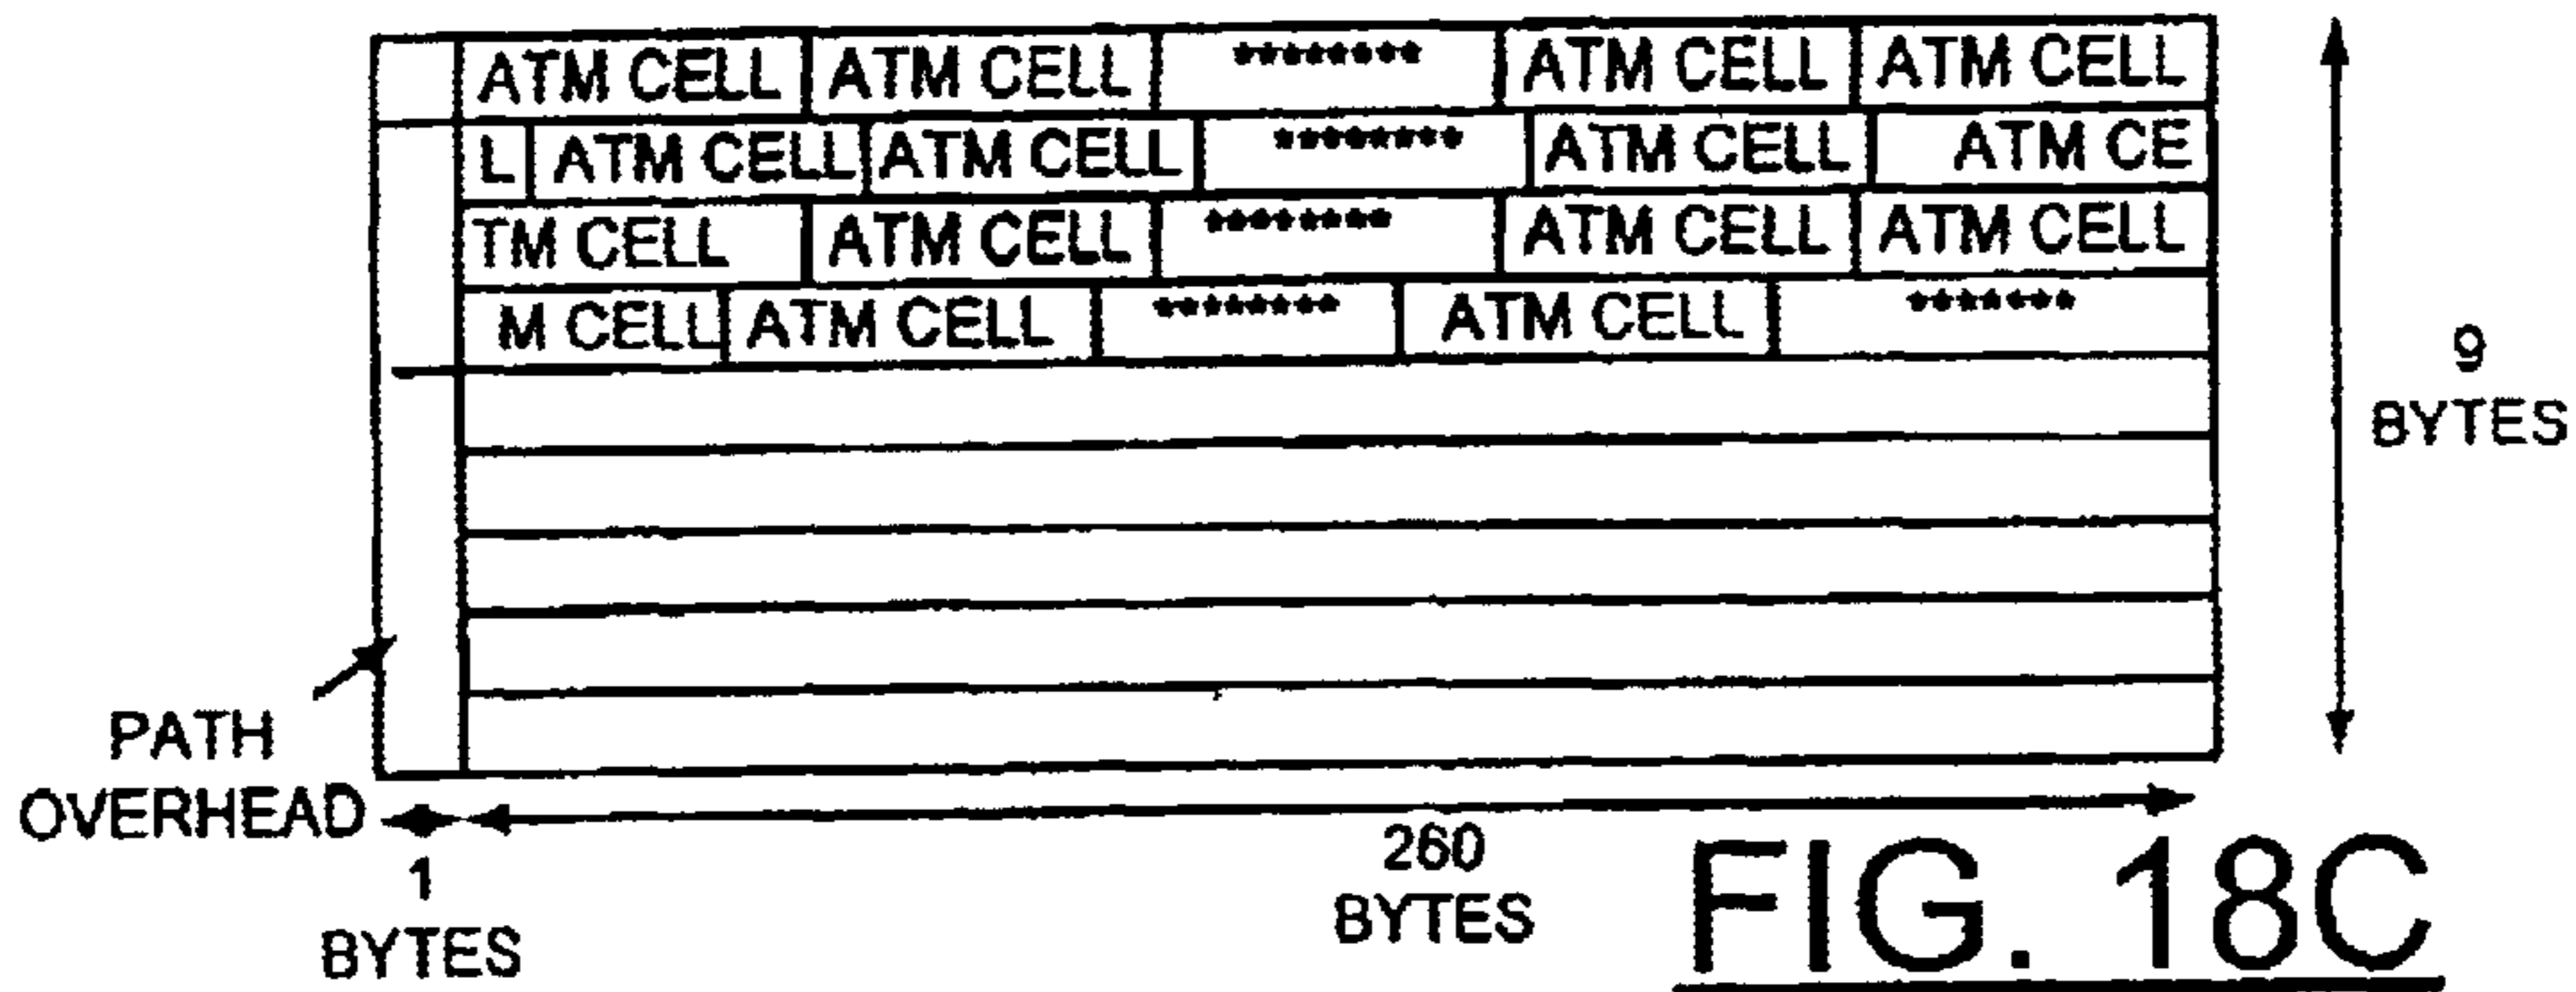 ATM CELL ATM CELL ******** ATM CELL ATM CELL
L ATM CELL ATM CELL ******** ATM CELL ATM CE
TM CELL ATM CELL ******** ATM CELL ATM CELL
M CELL ATM CELL ******** ATM CELL *******
9
BYTES
PATH
OVERHEAD
1
BYTES
260
BYTES
FIG. 18C